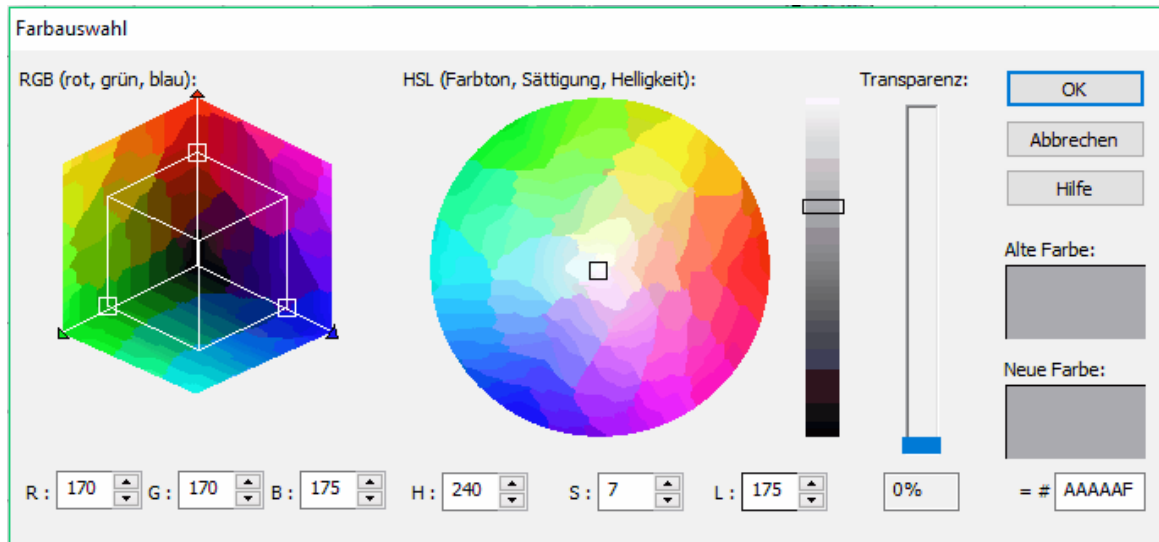 Farbauswahl
RGB (rot, grün, blau):
HSL (Farbton, Sättigung, Helligkeit):
Transparenz:
OK
Abbrechen
Hilfe
Alte Farbe:
Neue Farbe:
R : 170 G : 170 B : 175 H : 240 S : 7 L : 175 0% = # AAAAAF